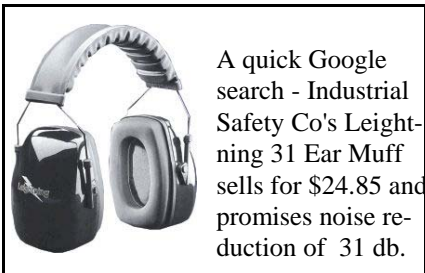 A quick Google
search - Industrial
Safety Co's Leight-
ning 31 Ear Muff
sells for $24.85 and
promises noise re-
duction of 31 db.
Leightning